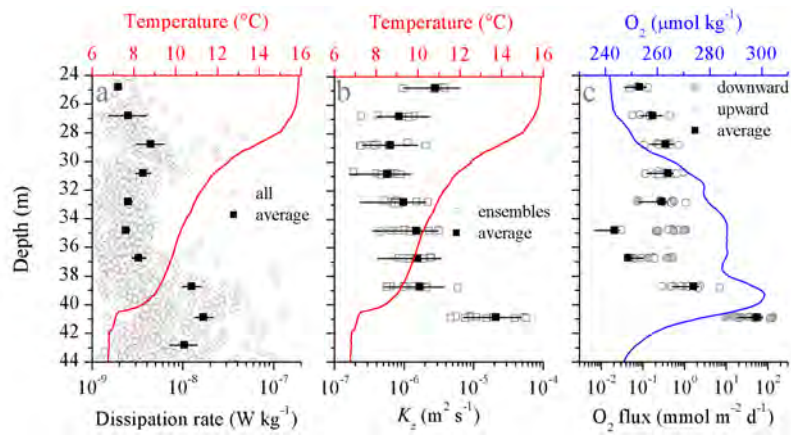 Temperature (°C)
6 8 10 12 14 16
Temperature (°C)
6 8 10 12 14 16
O₂ (μmol kg⁻¹)
240 260 280 300
24
26
28
30
32
34
36
38
40
42
44
Depth (m)
a
all
average
b
ensembles
average
c
downward
upward
average
10⁻⁹ 10⁻⁸ 10⁻⁷
Dissipation rate (W kg⁻¹)
10⁻⁶ 10⁻⁵ 10⁻⁴
K_z (m² s⁻¹)
10⁻² 10⁻¹ 10⁰ 10¹ 10²
O₂ flux (mmol m⁻² d⁻¹)